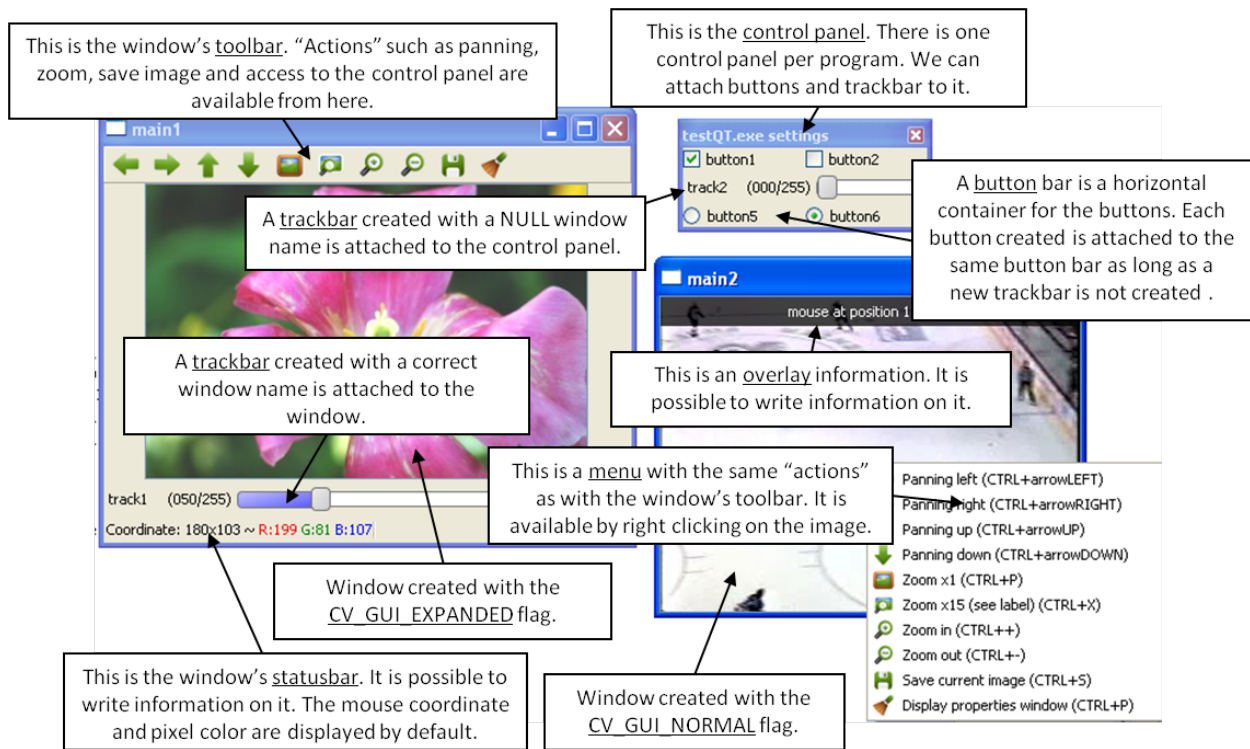 This is the window’s toolbar. “Actions” such as panning,
zoom, save image and access to the control panel are
available from here.
This is the control panel. There is one
control panel per program. We can
attach buttons and trackbar to it.
main1
testQT.exe settings
button1
button2
track2 (000/255)
button5
button6
A trackbar created with a NULL window
name is attached to the control panel.
A button bar is a horizontal
container for the buttons. Each
button created is attached to the
same button bar as long as a
new trackbar is not created .
main2
mouse at position 1
A trackbar created with a correct
window name is attached to the
window.
This is an overlay information. It is
possible to write information on it.
This is a menu with the same “actions”
as with the window’s toolbar. It is
available by right clicking on the image.
track1 (050/255)
Coordinate: 180x103 ~ R:199 G:81 B:107
Panning left (CTRL+arrowLEFT)
Panning right (CTRL+arrowRIGHT)
Panning up (CTRL+arrowUP)
Panning down (CTRL+arrowDOWN)
Zoom x1 (CTRL+P)
Zoom x15 (see label) (CTRL+X)
Zoom in (CTRL++)
Zoom out (CTRL+-)
Save current image (CTRL+S)
Display properties window (CTRL+P)
Window created with the
CV_GUI_EXPANDED flag.
This is the window’s statusbar. It is possible to
write information on it. The mouse coordinate
and pixel color are displayed by default.
Window created with the
CV_GUI_NORMAL flag.